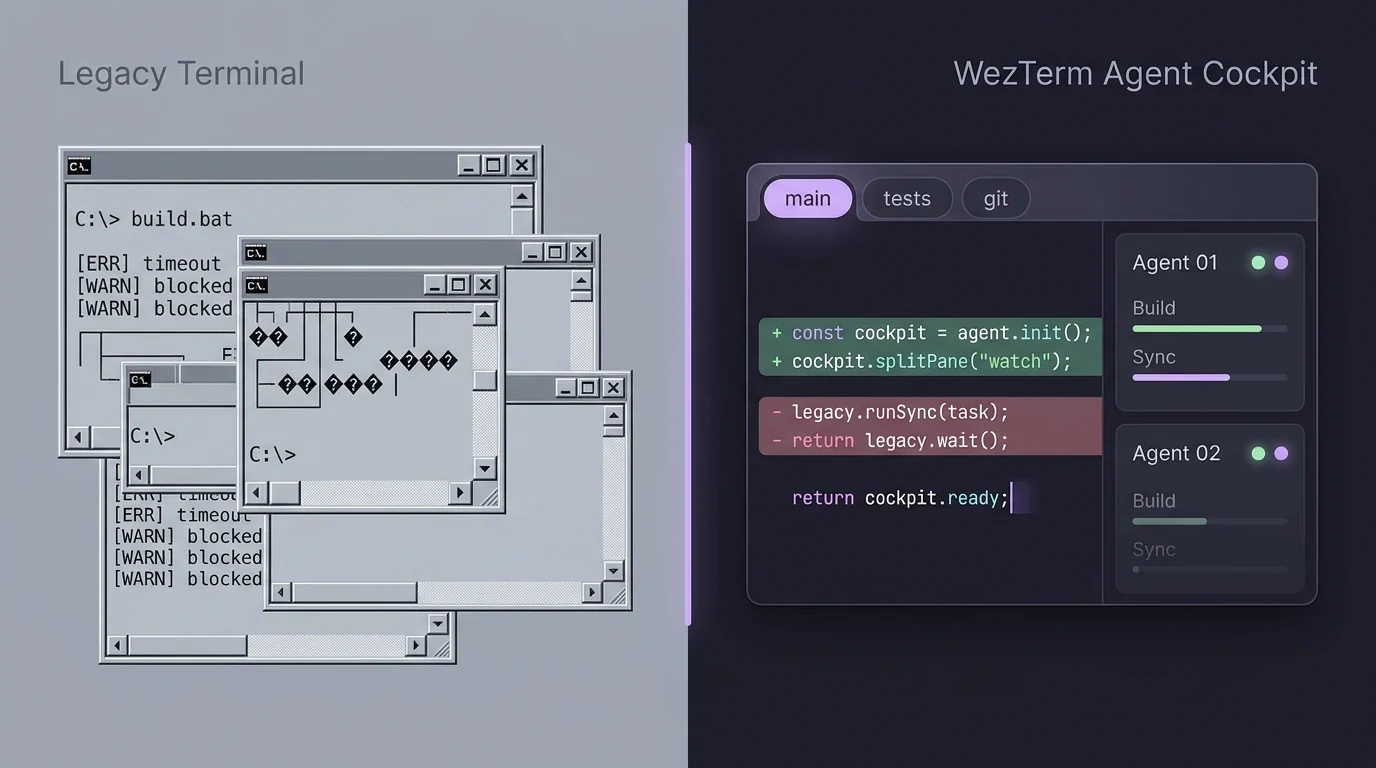 Legacy Terminal
C:\> build.bat
[ERR] timeout
[WARN] blocked
[WARN] blocked
C:\>
C:\>
[ERR] timeout
[ERR] timeout
[WARN] blocked
[WARN] blocked
[WARN] blocked
�� �
����
�� ���
WezTerm Agent Cockpit
main tests git
+ const cockpit = agent.init();
+ cockpit.splitPane("watch");
- legacy.runSync(task);
- return legacy.wait();
return cockpit.ready;
Agent 01
Build
Sync
Agent 02
Build
Sync